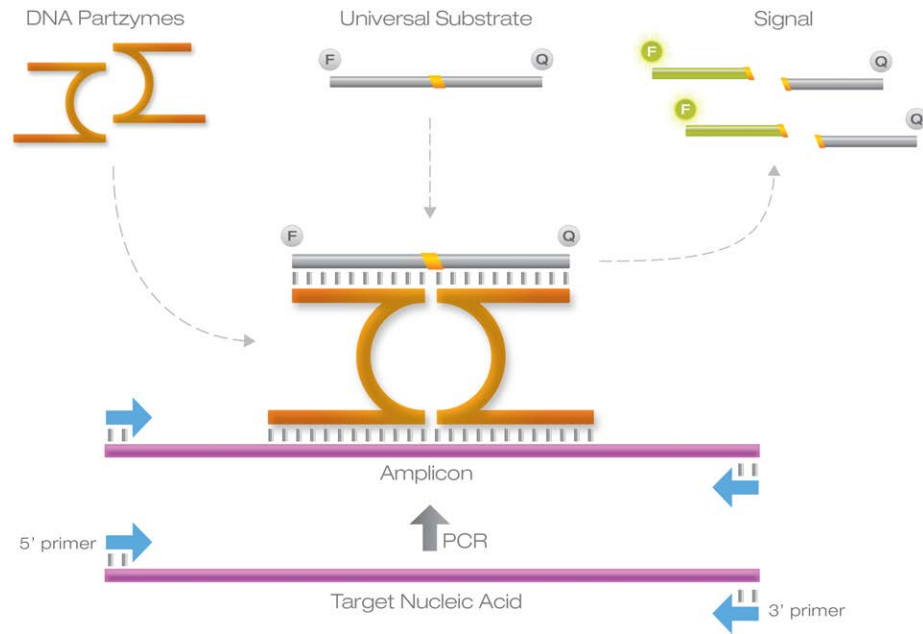 DNA Partzymes
Universal Substrate
Signal
F
Q
F
Q
F
Q
F
Q
Amplicon
5' primer
PCR
Target Nucleic Acid
3' primer